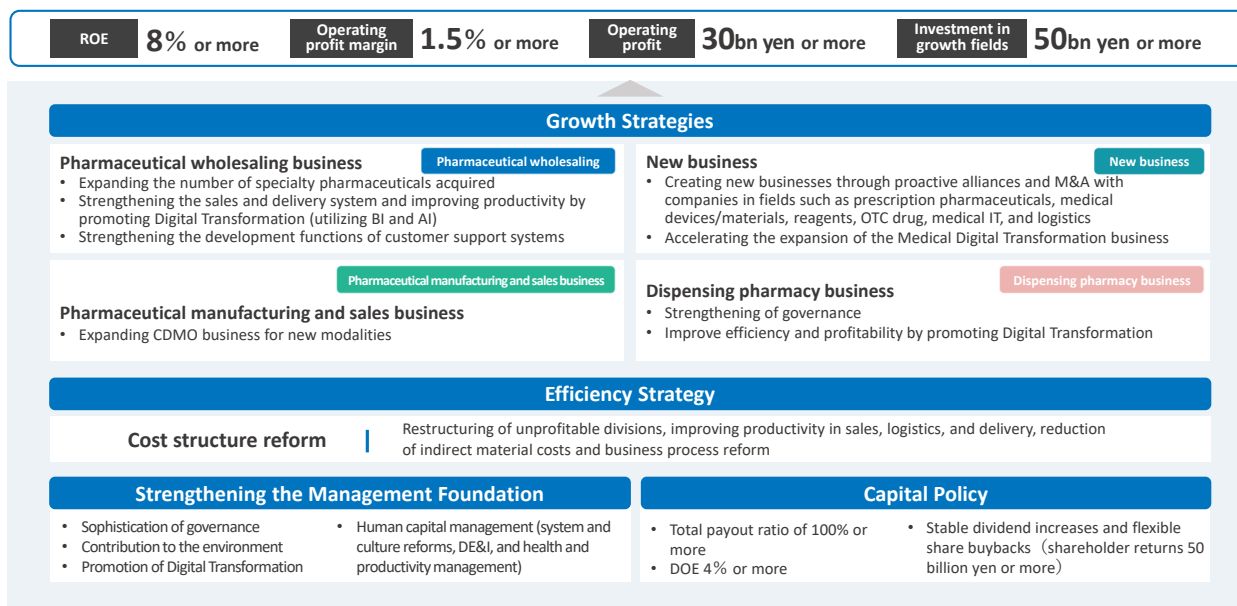 ROE
8% or more
Operating
profit margin
1.5% or more
Operating
profit
30bn yen or more
Investment in
growth fields
50bn yen or more
Growth Strategies
Pharmaceutical wholesaling business
Pharmaceutical wholesaling
• Expanding the number of specialty pharmaceuticals acquired
• Strengthening the sales and delivery system and improving productivity by
promoting Digital Transformation (utilizing BI and AI)
• Strengthening the development functions of customer support systems
New business
New business
• Creating new businesses through proactive alliances and M&A with
companies in fields such as prescription pharmaceuticals, medical
devices/materials, reagents, OTC drug, medical IT, and logistics
• Accelerating the expansion of the Medical Digital Transformation business
Pharmaceutical manufacturing and sales business
Pharmaceutical manufacturing and sales business
• Expanding CDMO business for new modalities
Dispensing pharmacy business
Dispensing pharmacy business
• Strengthening of governance
• Improve efficiency and profitability by promoting Digital Transformation
Efficiency Strategy
Cost structure reform
Restructuring of unprofitable divisions, improving productivity in sales, logistics, and delivery, reduction
of indirect material costs and business process reform
Strengthening the Management Foundation
• Sophistication of governance
• Contribution to the environment
• Promotion of Digital Transformation
• Human capital management (system and
culture reforms, DE&I, and health and
productivity management)
Capital Policy
• Total payout ratio of 100% or
more
• DOE 4% or more
• Stable dividend increases and flexible
share buybacks（shareholder returns 50
billion yen or more）